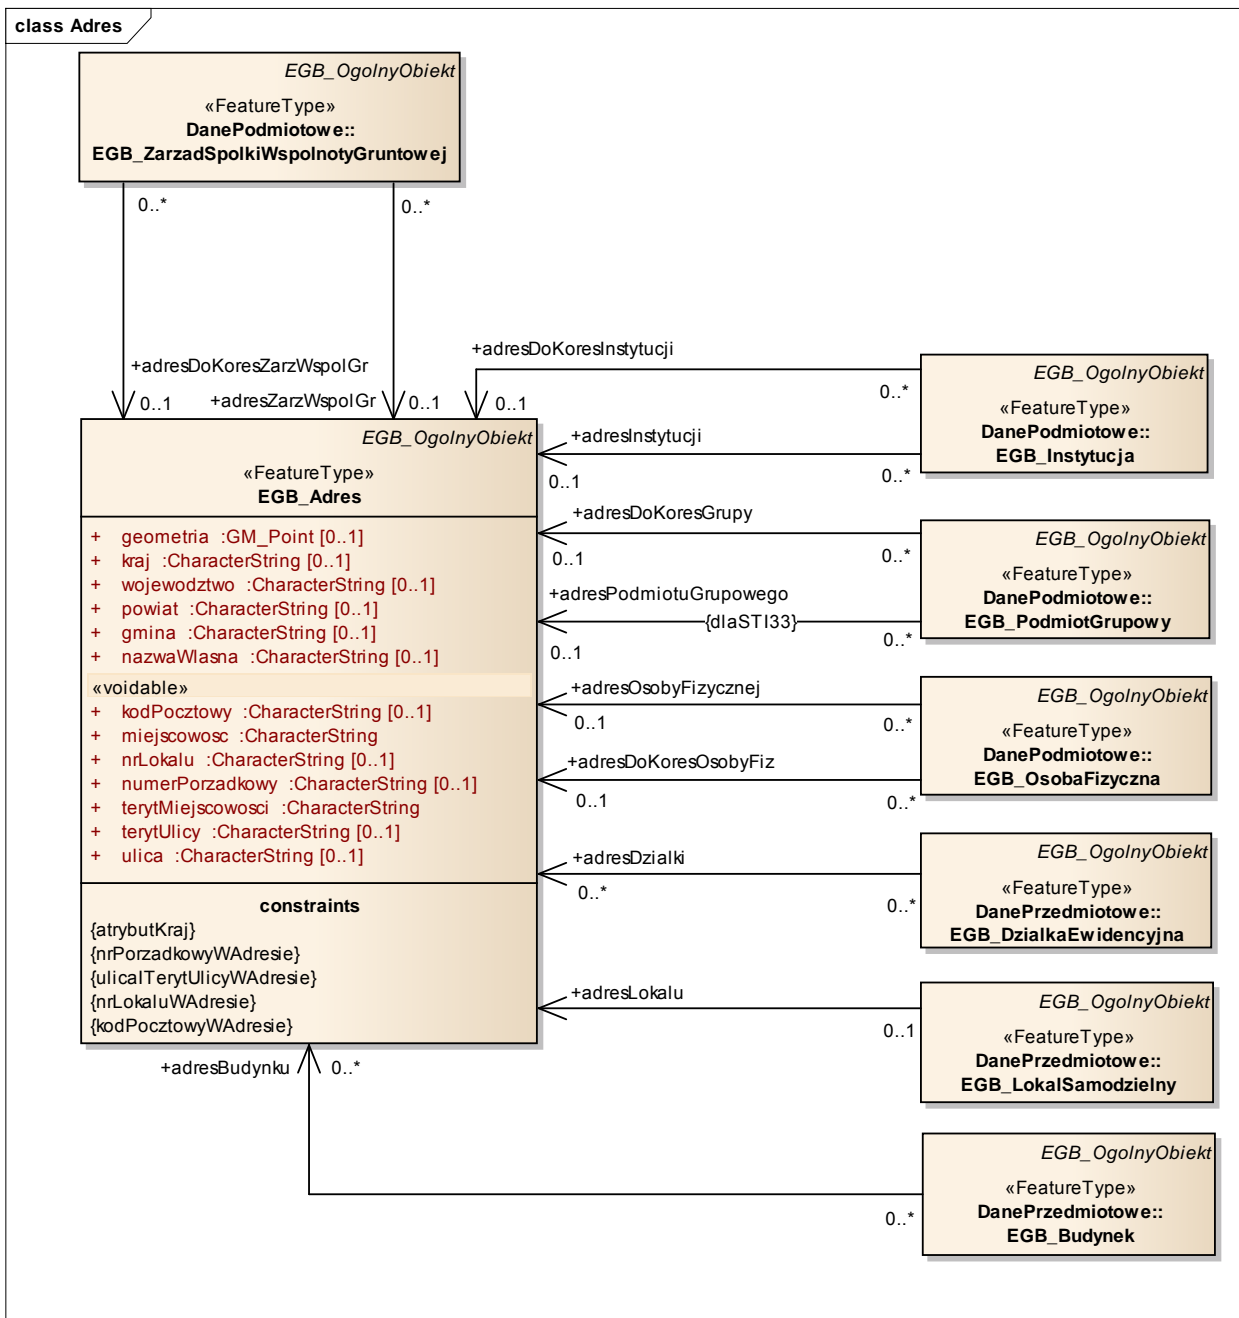 class Adres
EGB_OgolnyObiekt
«FeatureType»
DanePodmiotowe::
EGB_ZarzadSpolkiWspolnotyGruntowej
0..*
0..*
+adresDoKoresZarzWspolGr
0..1
+adresZarzWspolGr
0..1
+adresDoKoresInstytucji
0..1
0..*
EGB_OgolnyObiekt
«FeatureType»
DanePodmiotowe::
EGB_Instytucja
+adresInstytucji
0..1
0..*
EGB_OgolnyObiekt
«FeatureType»
EGB_Adres
+ geometria :GM_Point [0..1]
+ kraj :CharacterString [0..1]
+ wojewodztwo :CharacterString [0..1]
+ powiat :CharacterString [0..1]
+ gmina :CharacterString [0..1]
+ nazwaWlasna :CharacterString [0..1]
«voidable»
+ kodPocztowy :CharacterString [0..1]
+ miejscowosc :CharacterString
+ nrLokalu :CharacterString [0..1]
+ numerPorzadkowy :CharacterString [0..1]
+ terytMiejscowosci :CharacterString
+ terytUlicy :CharacterString [0..1]
+ ulica :CharacterString [0..1]
constraints
{atrybutKraj}
{nrPorzadkowyWAdresie}
{ulicaITerytUlicyWAdresie}
{nrLokaluWAdresie}
{kodPocztowyWAdresie}
+adresDoKoresGrupy
0..1
0..*
EGB_OgolnyObiekt
«FeatureType»
DanePodmiotowe::
EGB_PodmiotGrupowy
+adresPodmiotuGrupowego
{dlaSTI33}
0..1
0..*
+adresOsobyFizycznej
0..1
0..*
EGB_OgolnyObiekt
«FeatureType»
DanePodmiotowe::
EGB_OsobaFizyczna
+adresDoKoresOsobyFiz
0..1
0..*
+adresDzialki
0..*
0..*
EGB_OgolnyObiekt
«FeatureType»
DanePrzedmiotowe::
EGB_DzialkaEwidencyjna
+adresLokalu
0..1
EGB_OgolnyObiekt
«FeatureType»
DanePrzedmiotowe::
EGB_LokalSamodzielny
+adresBudynku
0..*
0..*
EGB_OgolnyObiekt
«FeatureType»
DanePrzedmiotowe::
EGB_Budynek